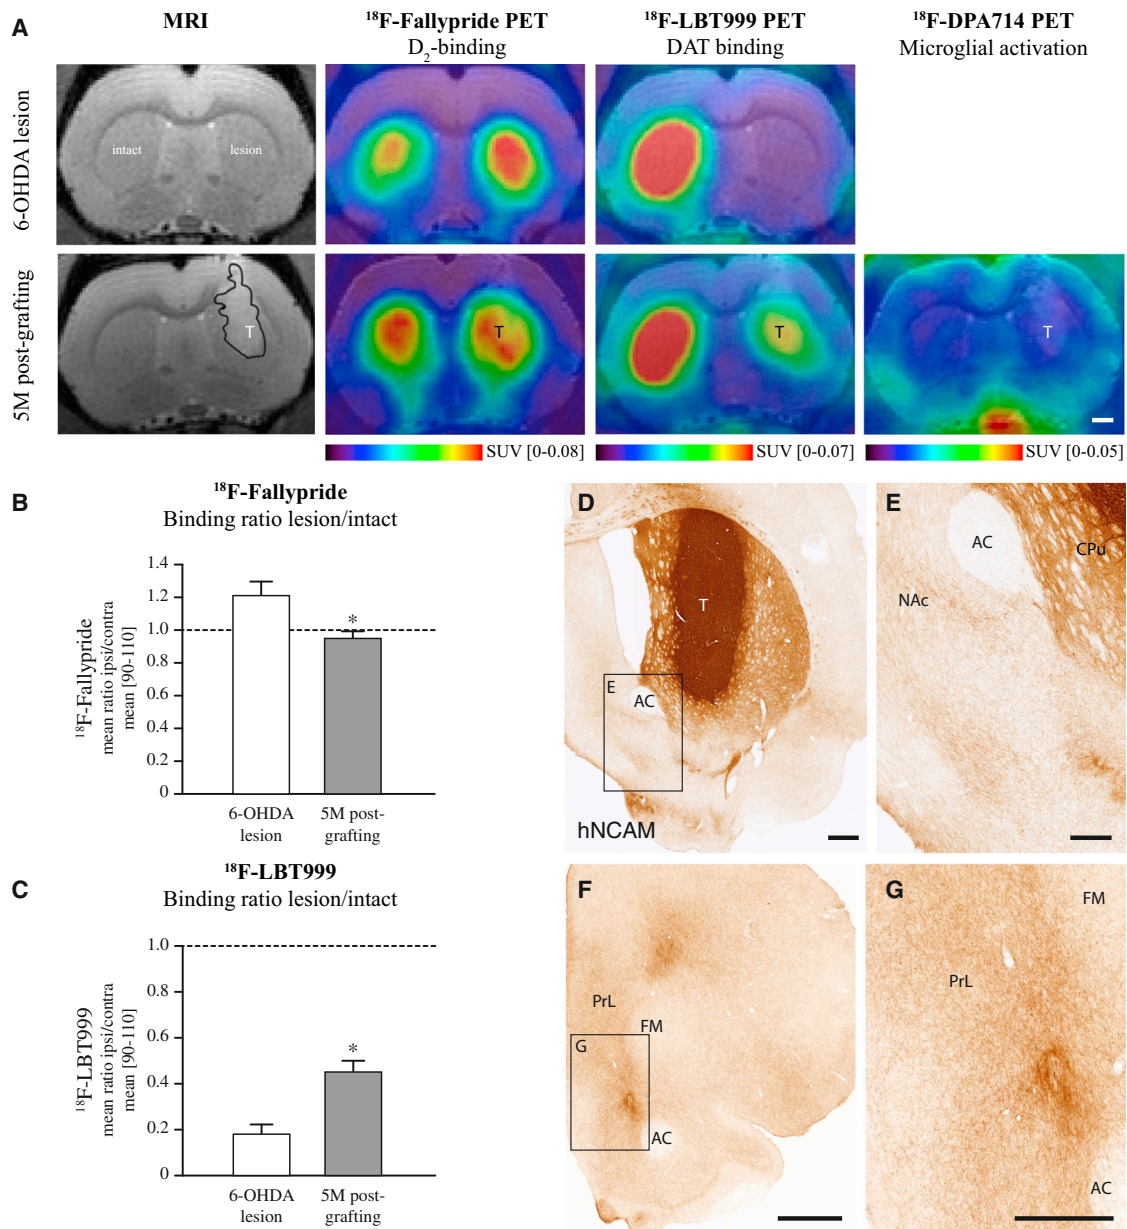 A
MRI
¹⁸F-Fallypride PET
D₂-binding
¹⁸F-LBT999 PET
DAT binding
¹⁸F-DPA714 PET
Microglial activation
6-OHDA lesion
intact
lesion
5M post-grafting
T
T
T
T
SUV [0-0.08]
SUV [0-0.07]
SUV [0-0.05]
B
¹⁸F-Fallypride
Binding ratio lesion/intact
¹⁸F-Fallypride
mean ratio ipsi/contra
mean [90-110]
1.4
1.2
1.0
0.8
0.6
0.4
0.2
0
*
6-OHDA
lesion
5M post-
grafting
C
¹⁸F-LBT999
Binding ratio lesion/intact
¹⁸F-LBT999
mean ratio ipsi/contra
mean [90-110]
1.0
0.8
0.6
0.4
0.2
0
*
6-OHDA
lesion
5M post-
grafting
D
T
E
AC
hNCAM
E
AC
CPu
NAc
F
PrL
FM
G
AC
G
FM
PrL
AC